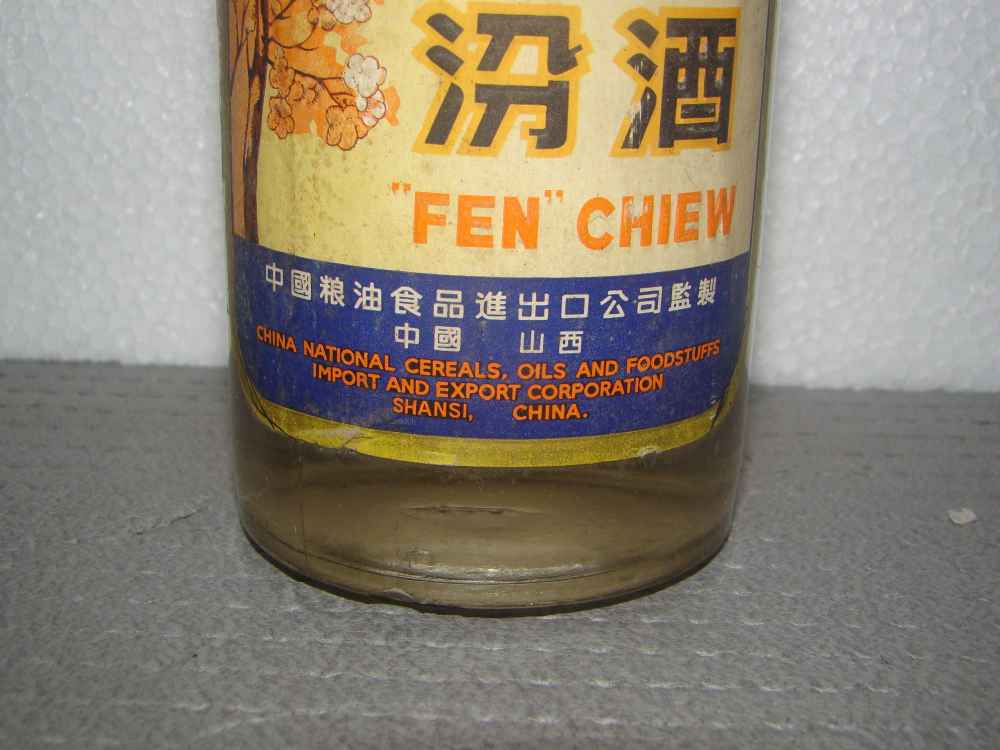 汾酒
"FEN" CHIEW
中國粮油食品進出口公司監製
中國 山西
CHINA NATIONAL CEREALS, OILS AND FOODSTUFFS
IMPORT AND EXPORT CORPORATION
SHANSI, CHINA.